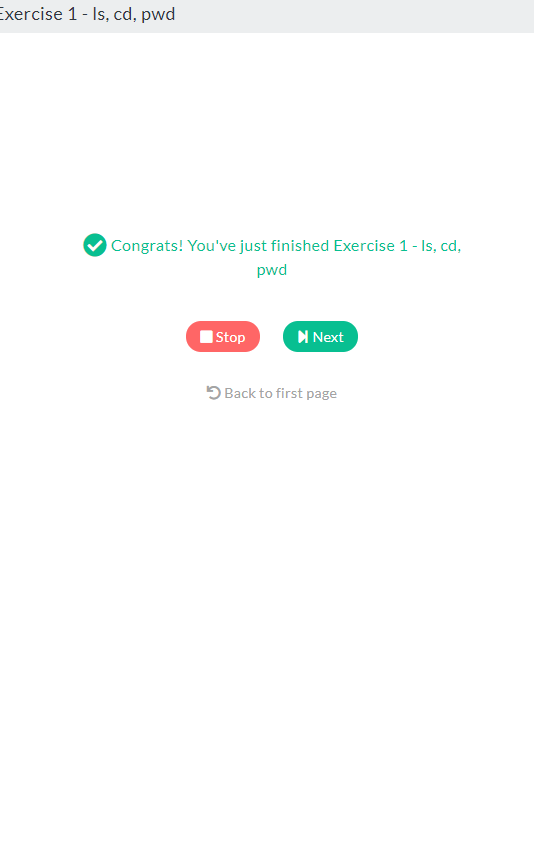 Exercise 1 - ls, cd, pwd
Congrats! You've just finished Exercise 1 - ls, cd,
pwd
Stop
Next
Back to first page